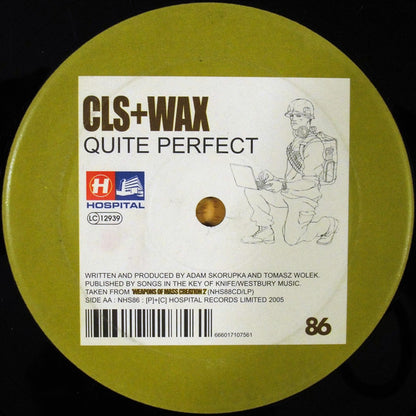 CLS+WAX
QUITE PERFECT
H
HOSPITAL
LC 12939
WRITTEN AND PRODUCED BY ADAM SKORUPKA AND TOMASZ WOLEK.
PUBLISHED BY SONGS IN THE KEY OF KNIFE/WESTBURY MUSIC.
TAKEN FROM 'WEAPONS OF MASS CREATION 2' (NHS88CD/LP)
SIDE AA : NHS86 : [P]+[C] HOSPITAL RECORDS LIMITED 2005
666017107561
86